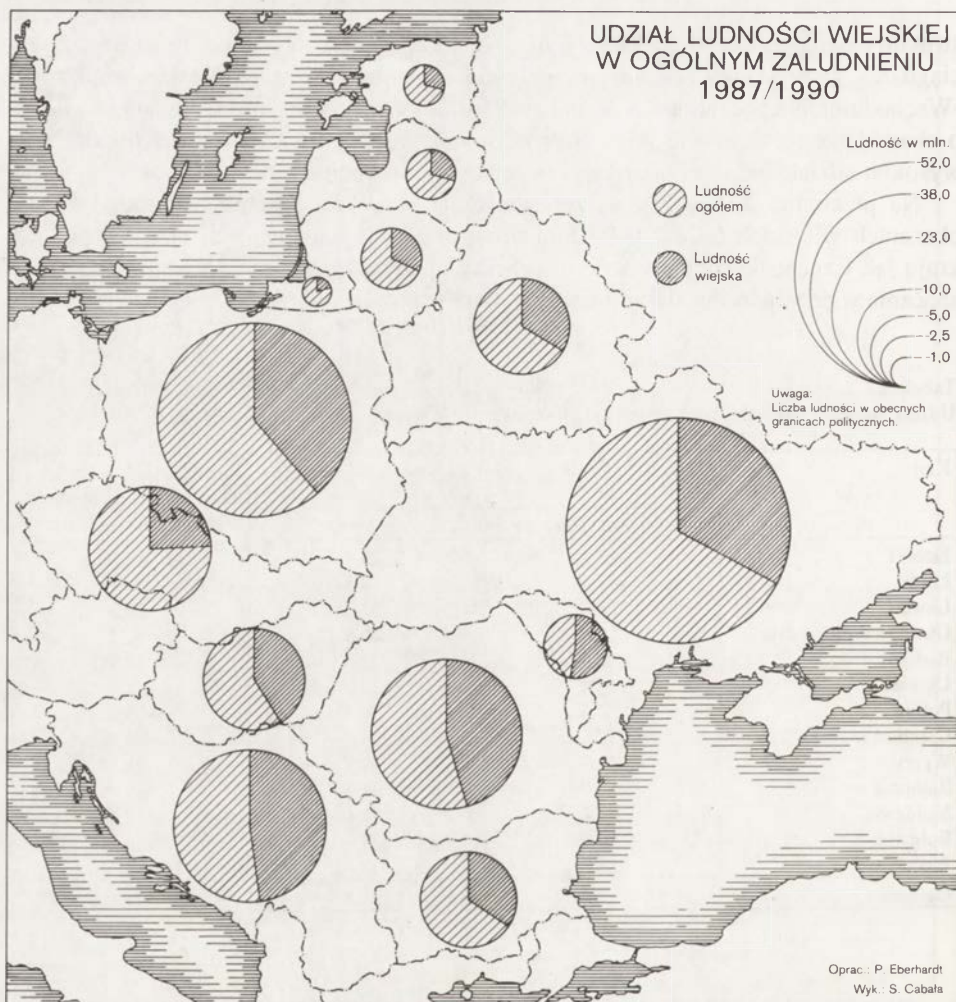 UDZIAŁ LUDNOŚCI WIEJSKIEJ
W OGÓLNYM ZALUDNIENIU
1987/1990
Ludność w mln.
52,0
38,0
23,0
10,0
5,0
2,5
1,0
Ludność
ogółem
Ludność
wiejska
Uwaga:
Liczba ludności w obecnych
granicach politycznych.
Oprac.: P. Eberhardt
Wyk.: S. Cabała